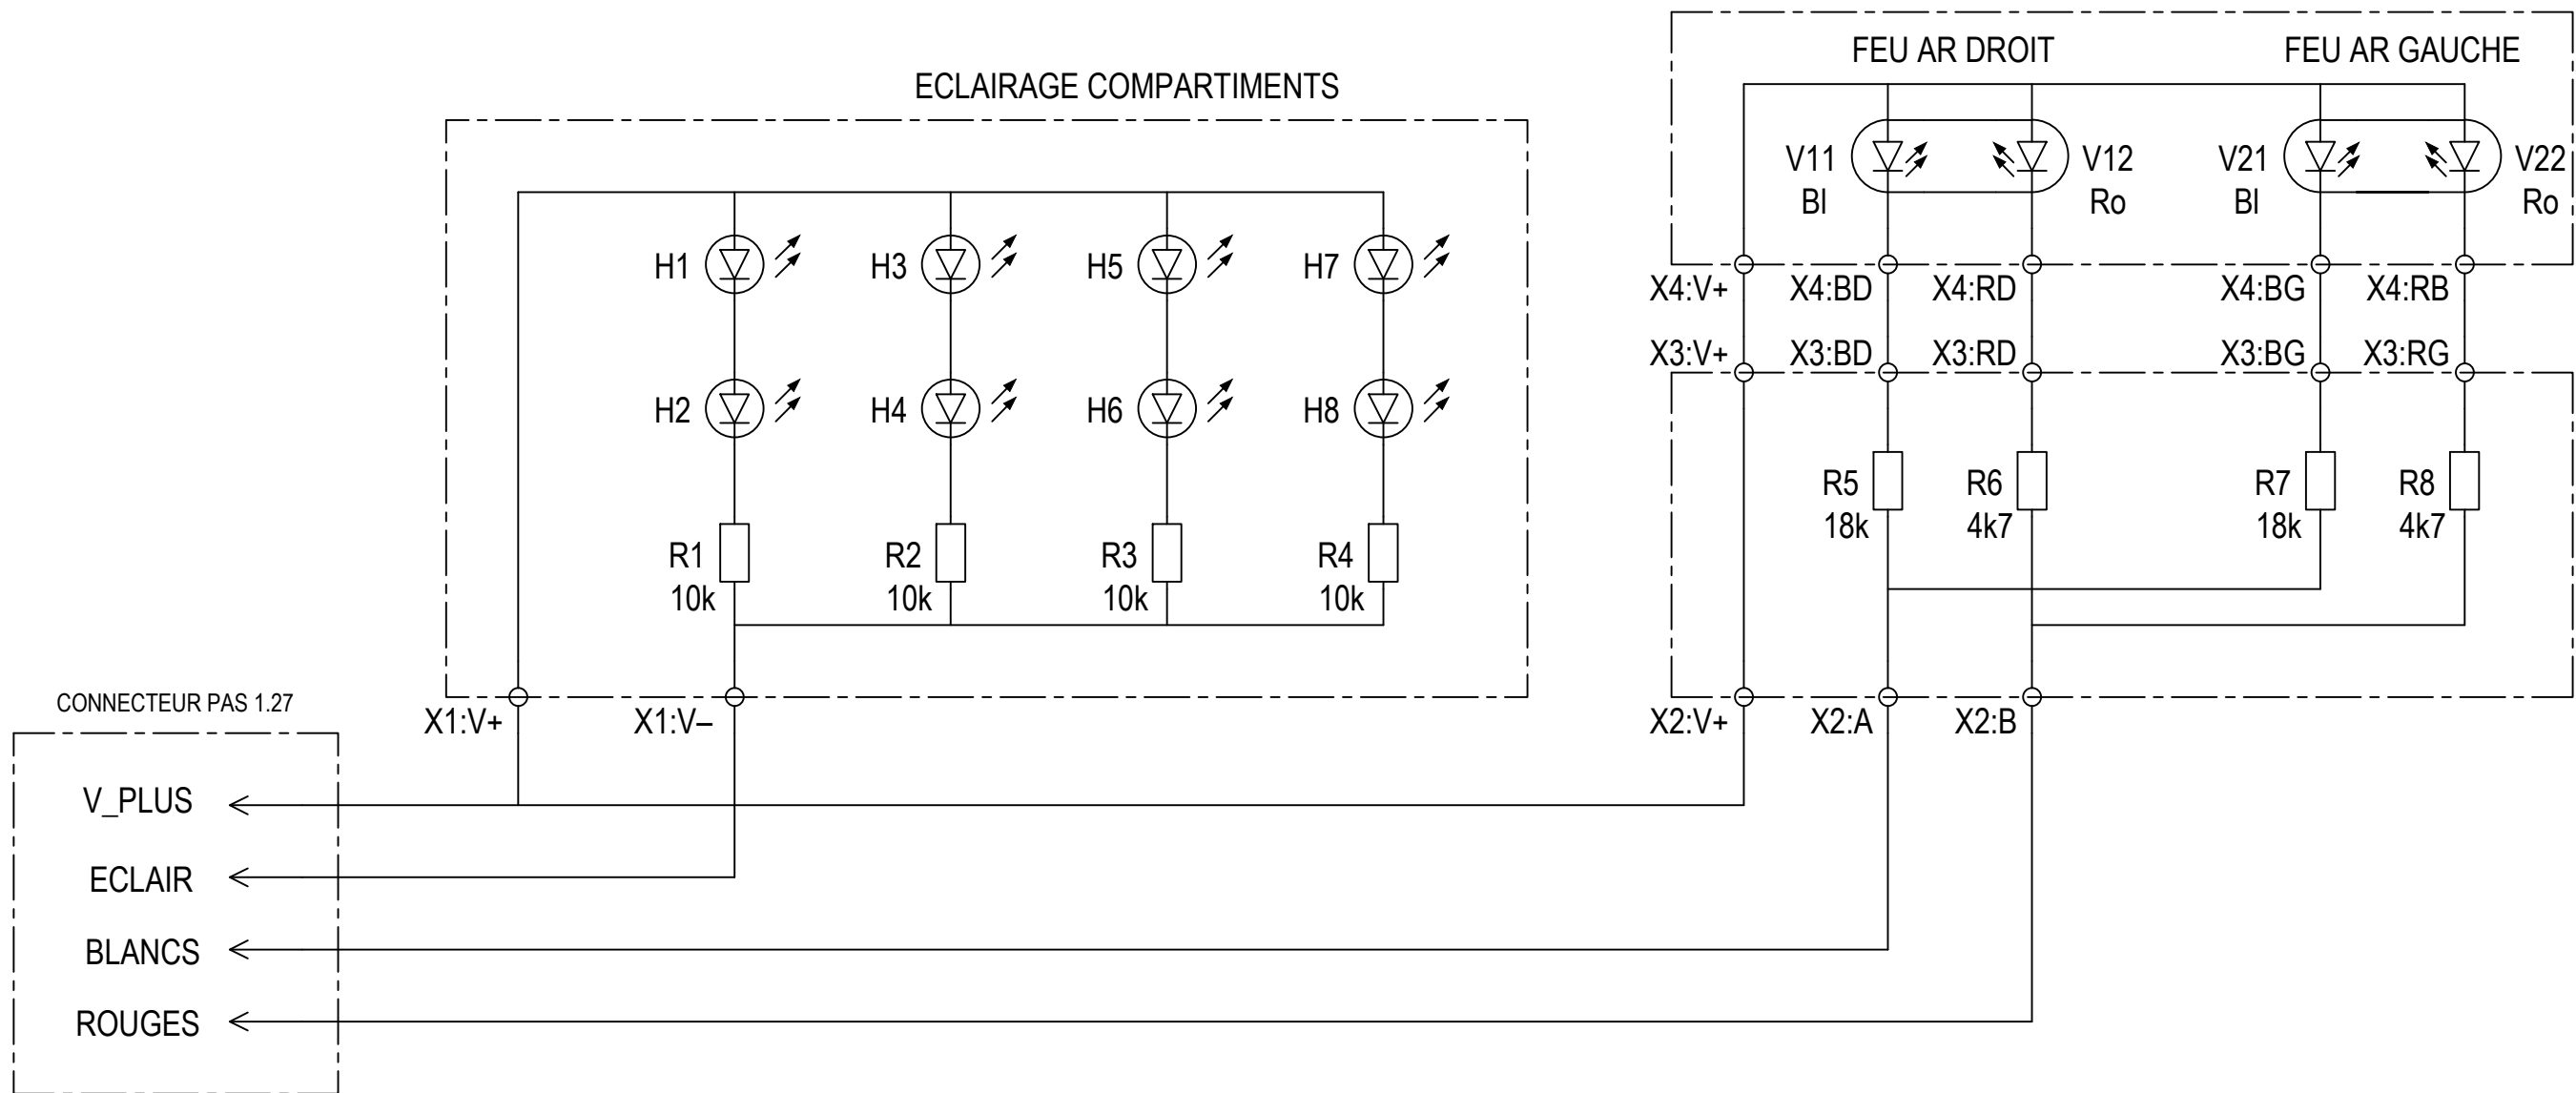 FEU AR DROIT
FEU AR GAUCHE
ECLAIRAGE COMPARTIMENTS
V11
Bl
V12
Ro
V21
Bl
V22
Ro
H1
H3
H5
H7
X4:V+
X4:BD
X4:RD
X4:BG
X4:RB
X3:V+
X3:BD
X3:RD
X3:BG
X3:RG
H2
H4
H6
H8
R5
18k
R6
4k7
R7
18k
R8
4k7
R1
10k
R2
10k
R3
10k
R4
10k
CONNECTEUR PAS 1.27
X1:V+
X1:V–
X2:V+
X2:A
X2:B
V_PLUS
ECLAIR
BLANCS
ROUGES